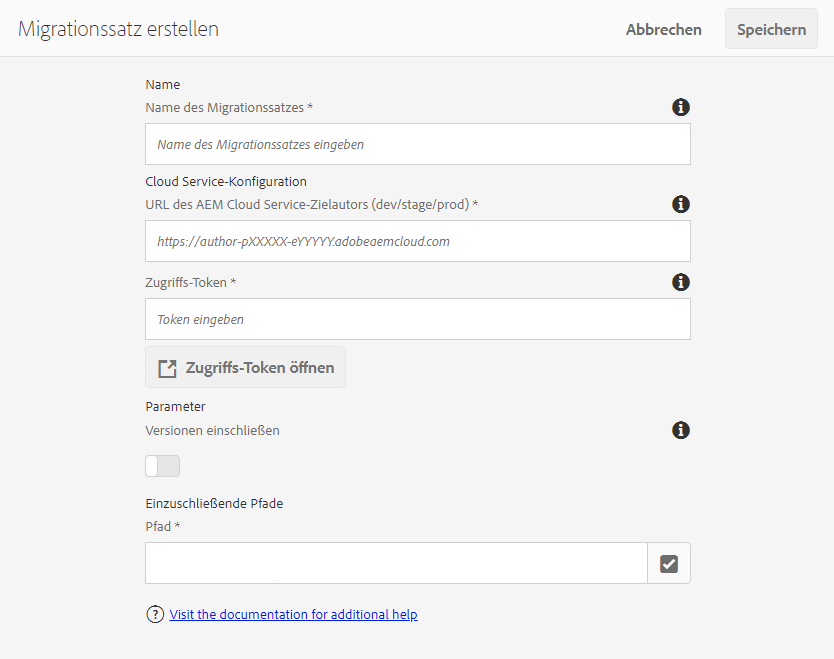 Migrationssatz erstellen
Abbrechen
Speichern
Name
Name des Migrationssatzes *
Name des Migrationssatzes eingeben
Cloud Service-Konfiguration
URL des AEM Cloud Service-Zielautors (dev/stage/prod) *
https://author-pXXXXX-eYYYYY.adobeaemcloud.com
Zugriffs-Token *
Token eingeben
Zugriffs-Token öffnen
Parameter
Versionen einschließen
Einzuschließende Pfade
Pfad *
Visit the documentation for additional help